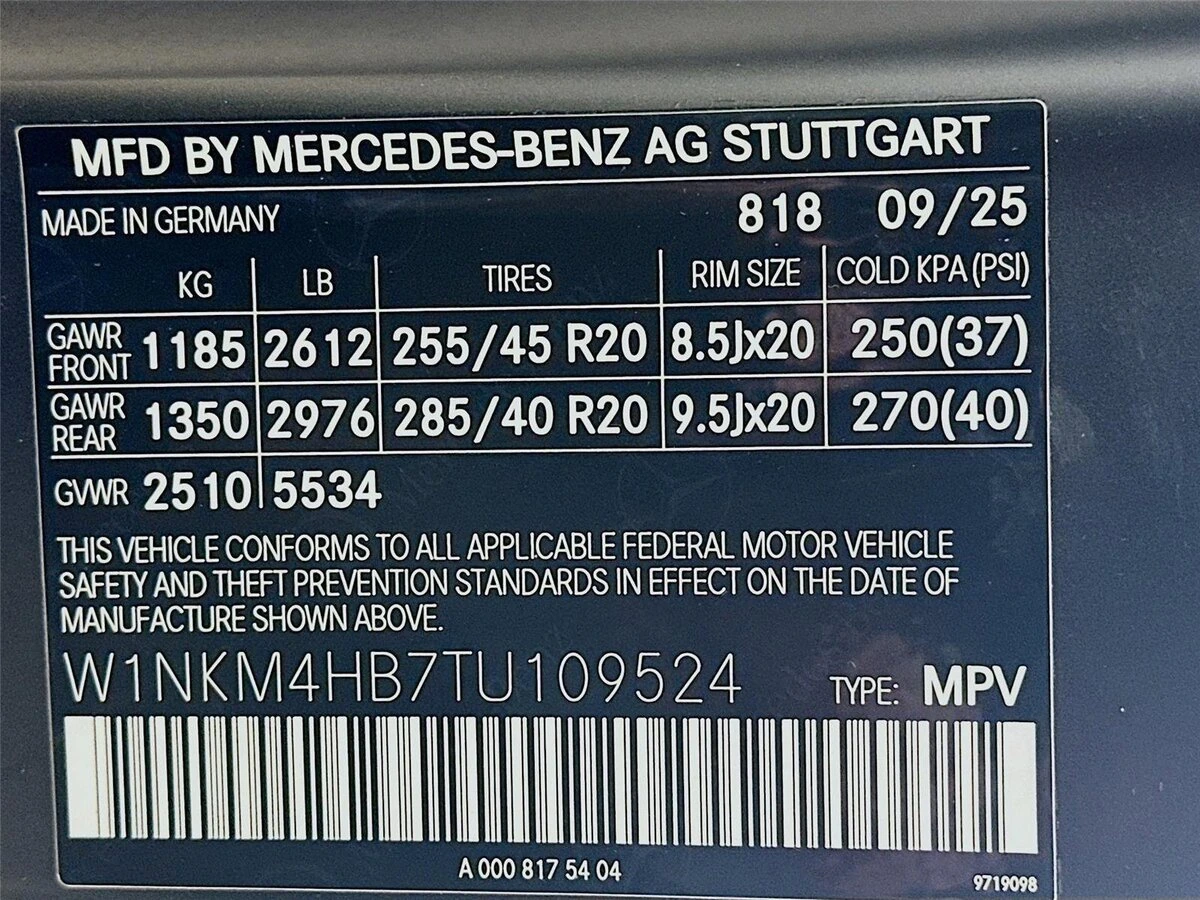 MFD BY MERCEDES-BENZ AG STUTTGART
MADE IN GERMANY 818 09/25
KG LB TIRES RIM SIZE COLD KPA (PSI)
GAWR FRONT 1185 2612 255/45 R20 8.5Jx20 250(37)
GAWR REAR 1350 2976 285/40 R20 9.5Jx20 270(40)
GVWR 2510 5534
THIS VEHICLE CONFORMS TO ALL APPLICABLE FEDERAL MOTOR VEHICLE
SAFETY AND THEFT PREVENTION STANDARDS IN EFFECT ON THE DATE OF
MANUFACTURE SHOWN ABOVE.
W1NKM4HB7TU109524 TYPE: MPV
A 000 817 54 04
9719098